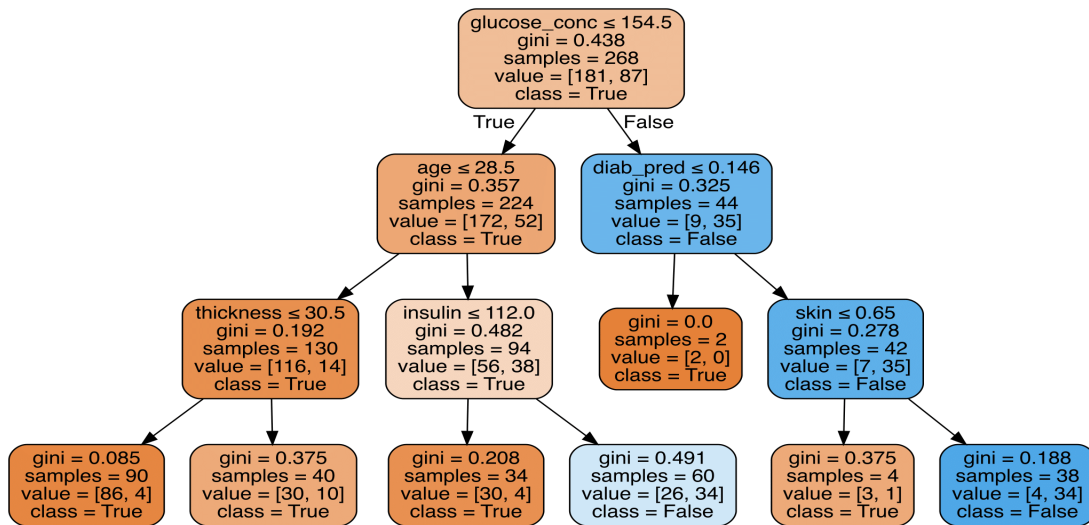 glucose_conc ≤ 154.5
gini = 0.438
samples = 268
value = [181, 87]
class = True
True
False
age ≤ 28.5
gini = 0.357
samples = 224
value = [172, 52]
class = True
diab_pred ≤ 0.146
gini = 0.325
samples = 44
value = [9, 35]
class = False
thickness ≤ 30.5
gini = 0.192
samples = 130
value = [116, 14]
class = True
insulin ≤ 112.0
gini = 0.482
samples = 94
value = [56, 38]
class = True
gini = 0.0
samples = 2
value = [2, 0]
class = True
skin ≤ 0.65
gini = 0.278
samples = 42
value = [7, 35]
class = False
gini = 0.085
samples = 90
value = [86, 4]
class = True
gini = 0.375
samples = 40
value = [30, 10]
class = True
gini = 0.208
samples = 34
value = [30, 4]
class = True
gini = 0.491
samples = 60
value = [26, 34]
class = False
gini = 0.375
samples = 4
value = [3, 1]
class = True
gini = 0.188
samples = 38
value = [4, 34]
class = False